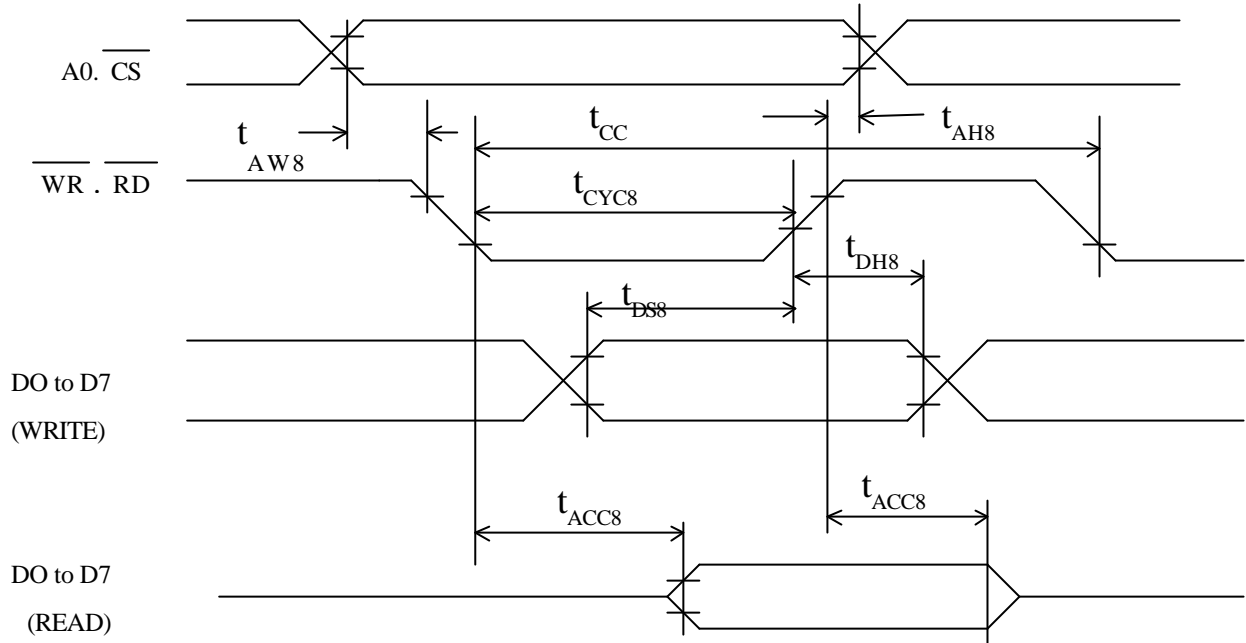 A0. CS
t AW8
t CC
t AH8
WR . RD
t CYC8
t DH8
t DS8
DO to D7
(WRITE)
t ACC8
t ACC8
DO to D7
(READ)